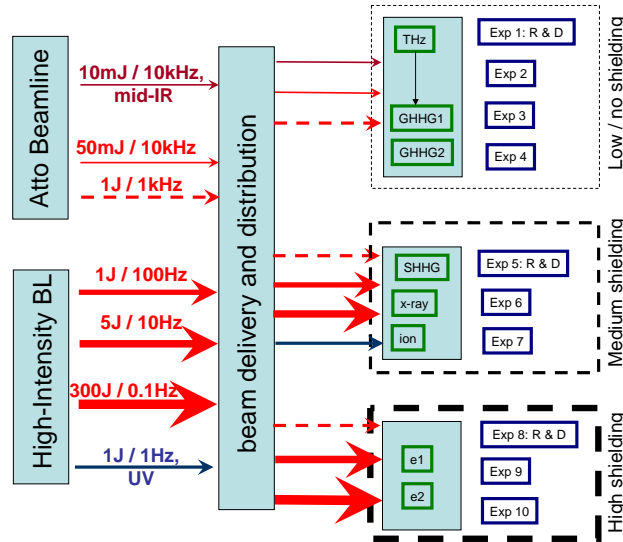 Atto Beamline
10mJ / 10kHz,
mid-IR
50mJ / 10kHz
1J / 1kHz
High-Intensity BL
1J / 100Hz
5J / 10Hz
300J / 0.1Hz
1J / 1Hz,
UV
beam delivery and distribution
THz
GHHG1
GHHG2
Exp 1: R & D
Exp 2
Exp 3
Exp 4
Low / no shielding
SHHG
x-ray
ion
Exp 5: R & D
Exp 6
Exp 7
Medium shielding
e1
e2
Exp 8: R & D
Exp 9
Exp 10
High shielding